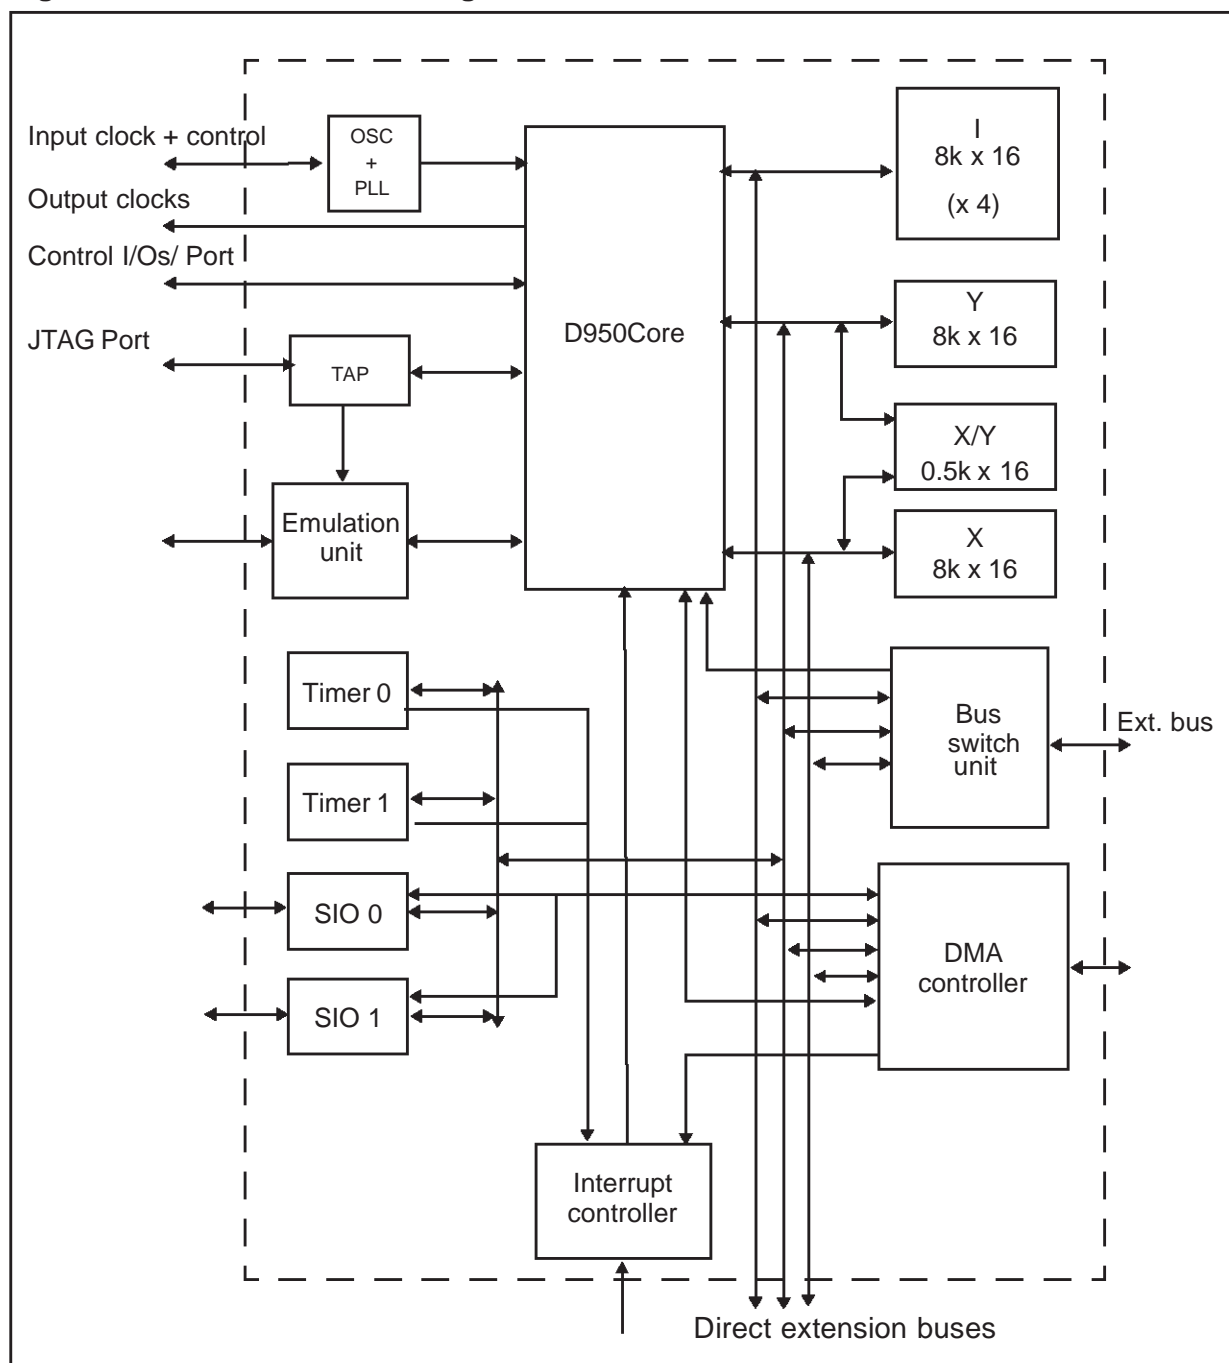 Input clock + control
OSC
+
PLL
Output clocks
Control I/Os/ Port
JTAG Port
TAP
Emulation
unit
D950Core
I
8k x 16
(x 4)
Y
8k x 16
X/Y
0.5k x 16
X
8k x 16
Timer 0
Timer 1
SIO 0
SIO 1
Bus
switch
unit
Ext. bus
DMA
controller
Interrupt
controller
Direct extension buses